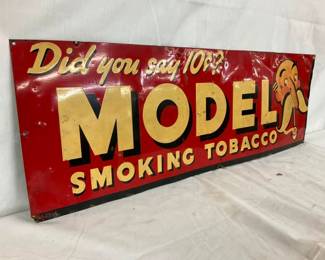 Did you say 10¢?
MODEL
SMOKING TOBACCO